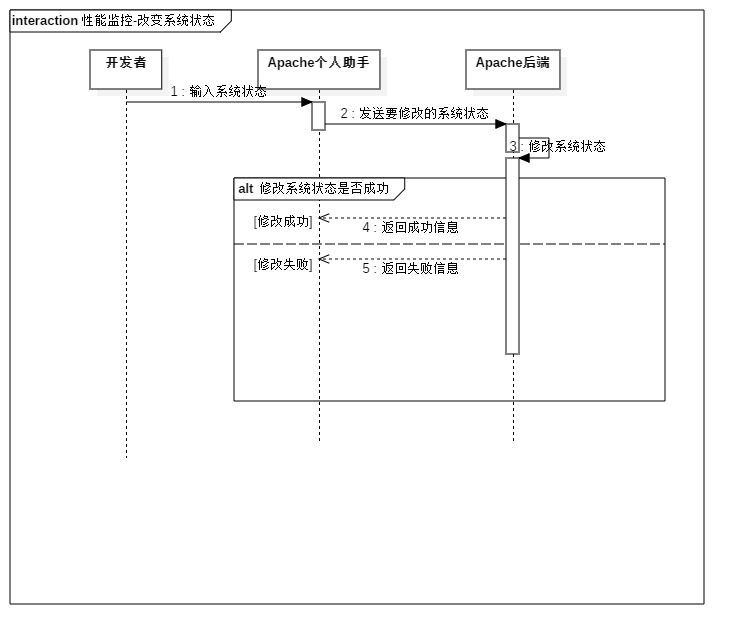 interaction 性能监控-改变系统状态
开发者
Apache个人助手
Apache后端
1 : 输入系统状态
2 : 发送要修改的系统状态
3 : 修改系统状态
alt 修改系统状态是否成功
[修改成功]
4 : 返回成功信息
[修改失败]
5 : 返回失败信息